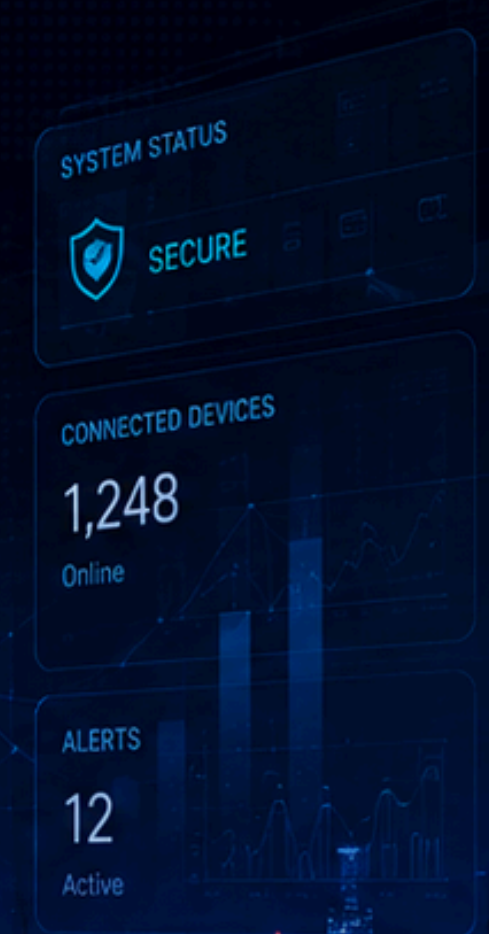 SYSTEM STATUS
SECURE
CONNECTED DEVICES
1,248
Online
ALERTS
12
Active